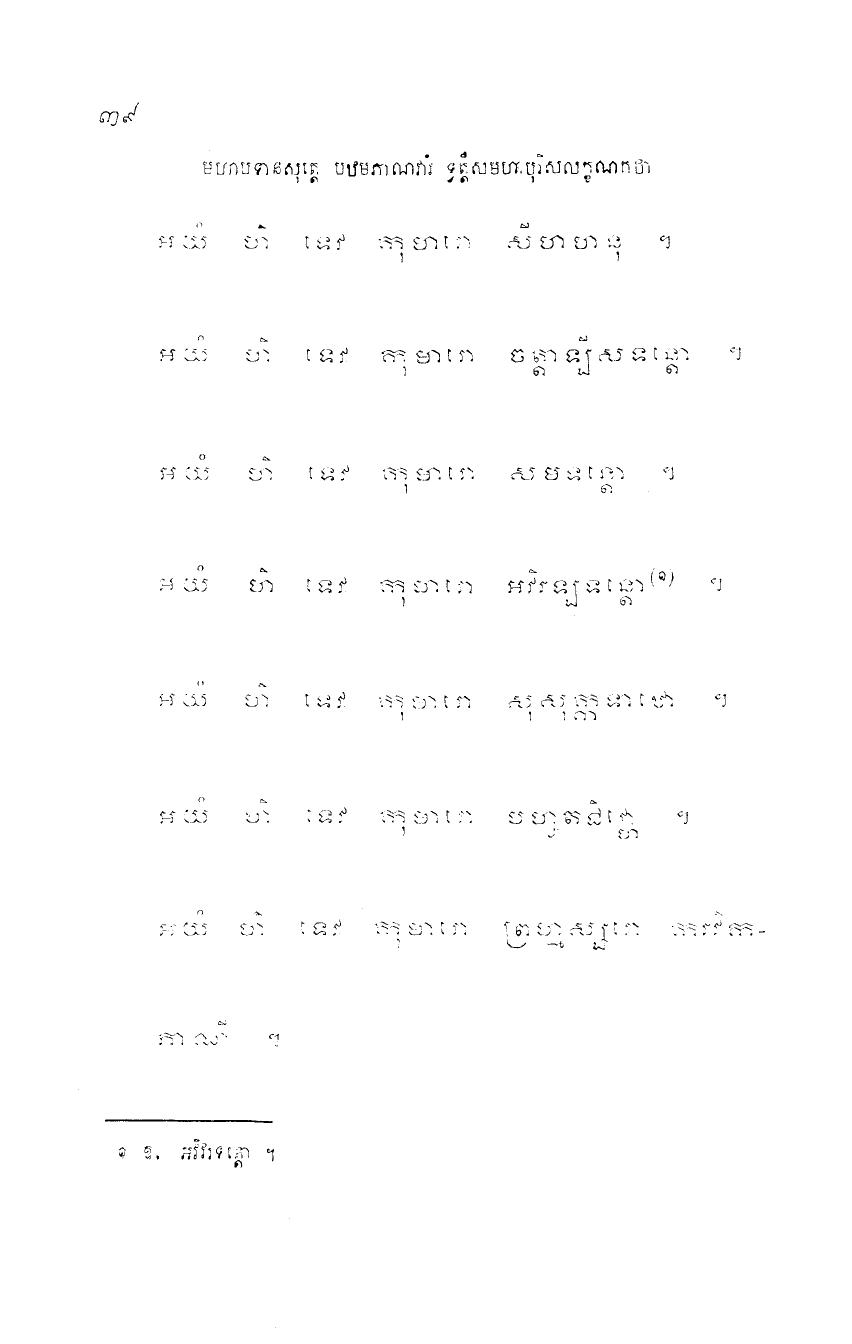 ៣៩
មហាបទានសុត្តេ បឋមភាណវារំ ទ្វត្តឹសមហាបុរិសលក្ខណកថា
អយំ ហិ ទេវ កុមារោ សីហហនុ ។
អយំ ហិ ទេវ កុមារោ ចត្តាឡីសទន្តោ ។
អយំ ហិ ទេវ កុមារោ សមទន្តោ ។
អយំ ហិ ទេវ កុមារោ អវិរឡទន្តោ(១) ។
អយំ ហិ ទេវ កុមារោ សុសុក្កទាឋោ ។
អយំ ហិ ទេវ កុមារោ បហូតជិវ្ហោ ។
អយំ ហិ ទេវ កុមារោ ព្រហ្មស្សរោ ករវិក-
ភាណី ។
១ ឱ. អវិវរទន្តោ ។